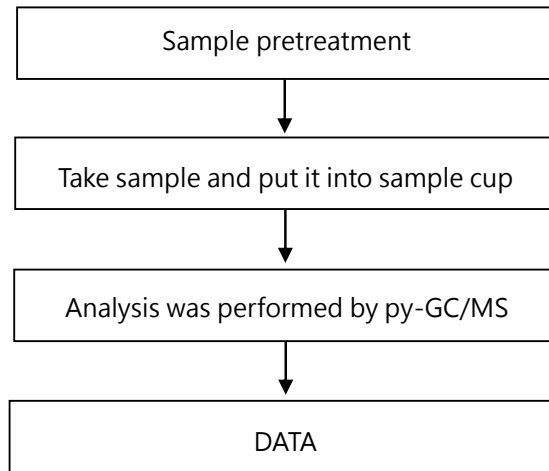 Sample pretreatment
Take sample and put it into sample cup
Analysis was performed by py-GC/MS
DATA